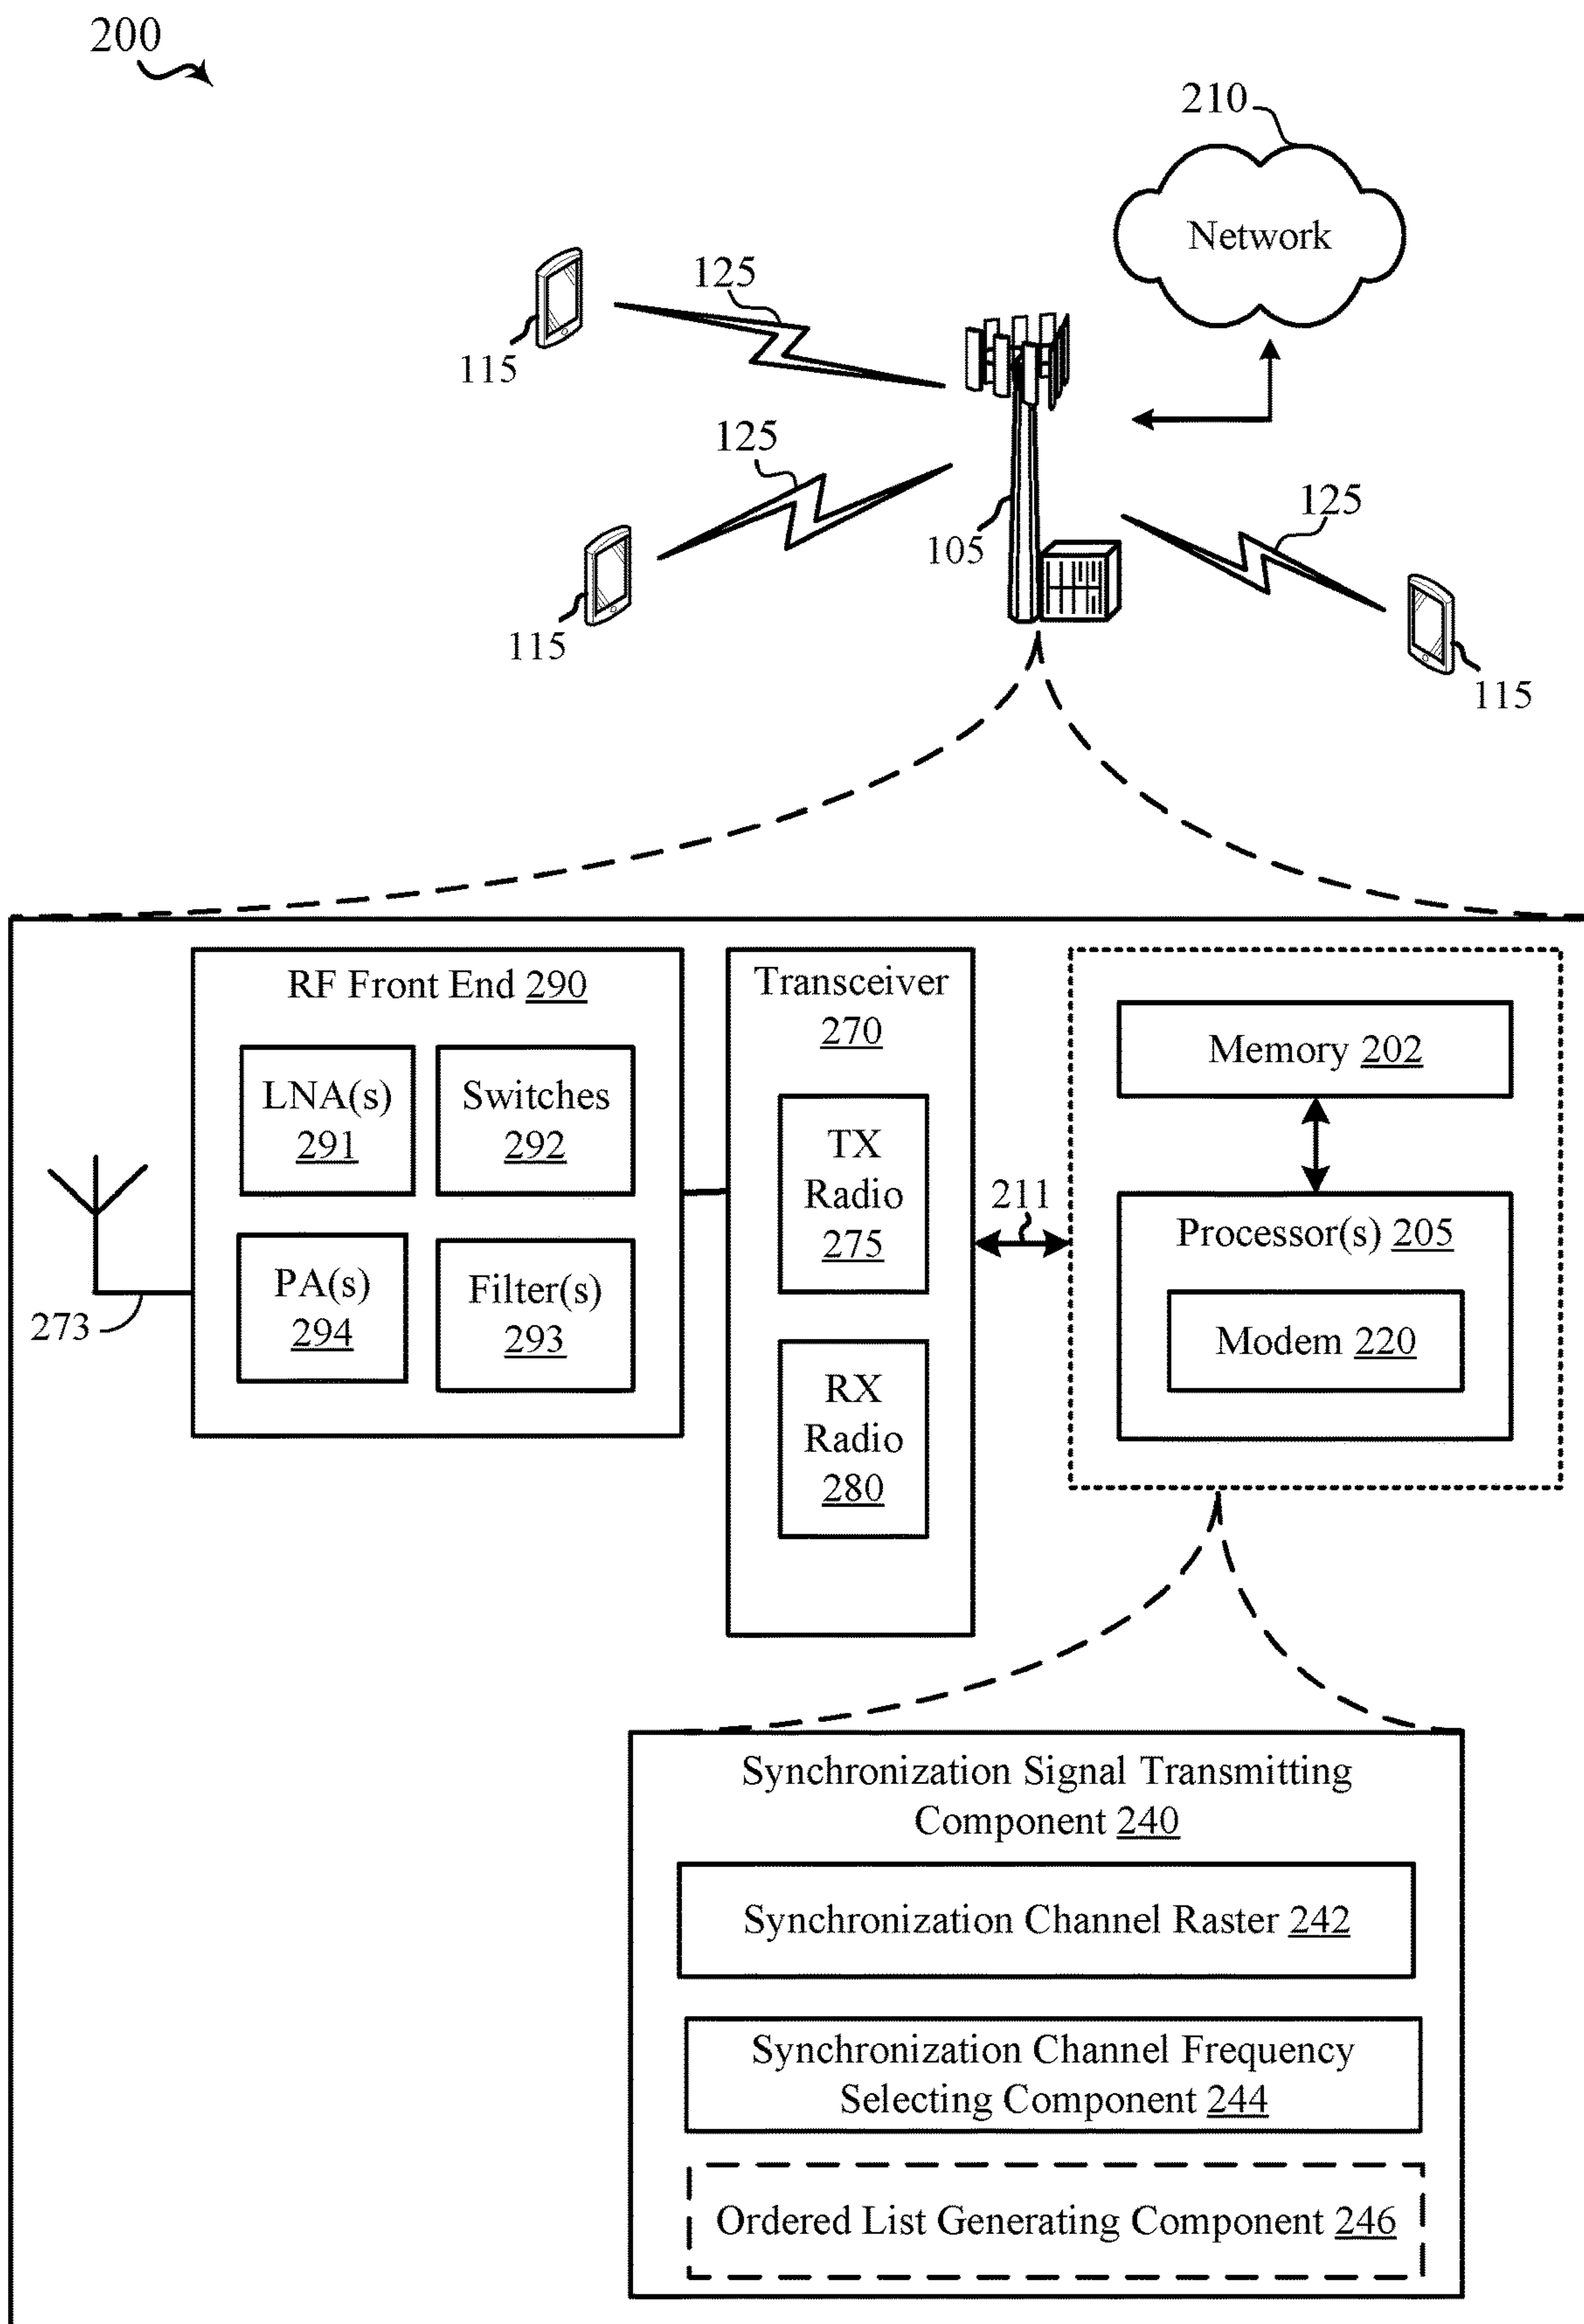 200
210
Network
125
115
125
105
125
115
115
RF Front End 290
LNA(s)
291
Switches
292
PA(s)
294
Filter(s)
293
273
Transceiver
270
TX
Radio
275
RX
Radio
280
211
Memory 202
Processor(s) 205
Modem 220
Synchronization Signal Transmitting
Component 240
Synchronization Channel Raster 242
Synchronization Channel Frequency
Selecting Component 244
Ordered List Generating Component 246